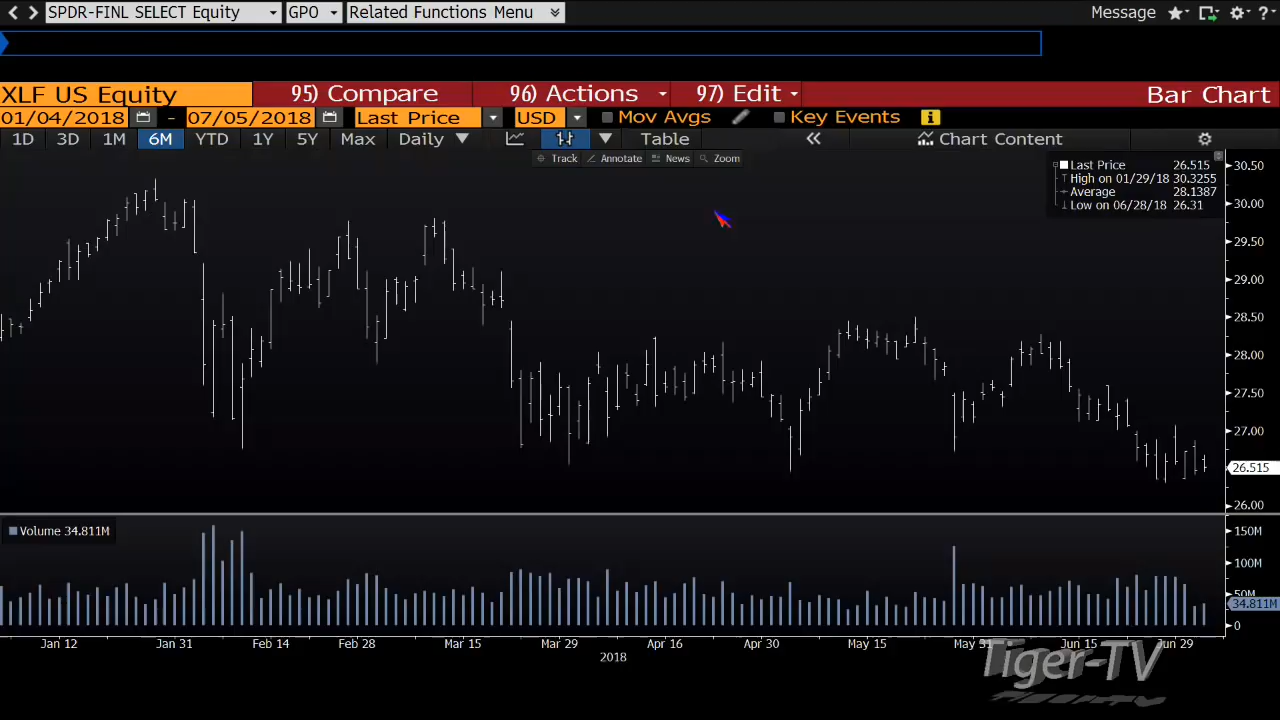 SPDR-FINL SELECT Equity GPO Related Functions Menu Message ?
XLF US Equity 95) Compare 96) Actions 97) Edit Bar Chart
01/04/2018 - 07/05/2018 Last Price USD Mov Avgs Key Events i
1D 3D 1M 6M YTD 1Y 5Y Max Daily Table « Chart Content
Track Annotate News Zoom
Last Price 26.515
High on 01/29/18 30.3255
Average 28.1387
Low on 06/28/18 26.31
30.50
30.00
29.50
29.00
28.50
28.00
27.50
27.00
26.515
26.00
Volume 34.811M
150M
100M
50M
34.811M
0
Jan 12 Jan 31 Feb 14 Feb 28 Mar 15 Mar 29 Apr 16 Apr 30 May 15 May 31 Jun 15 Jun 29
2018
Tiger-TV